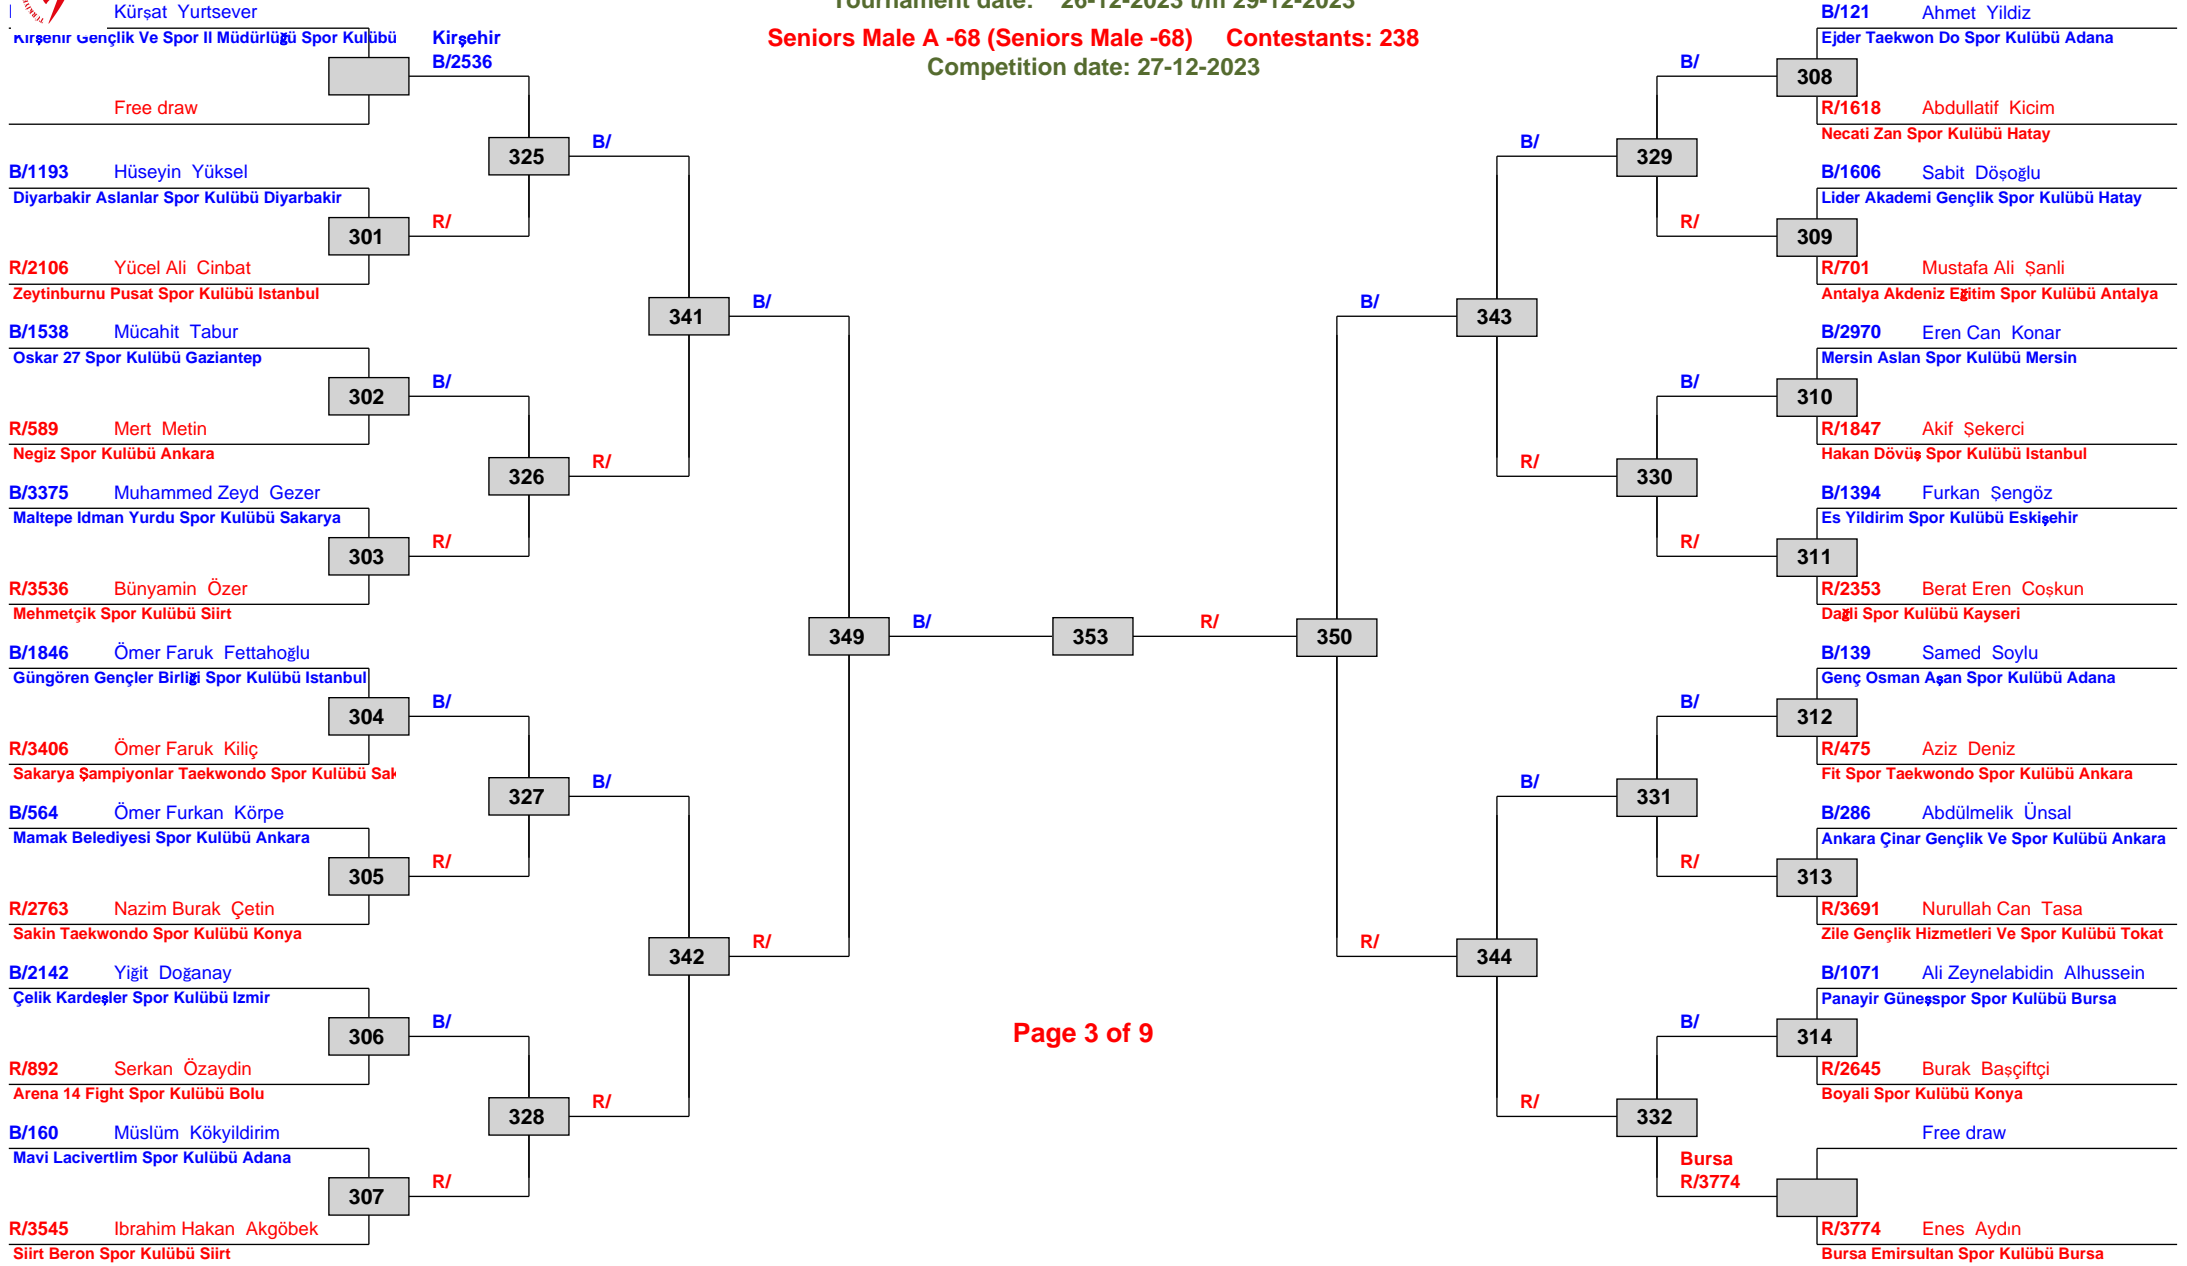 Tournament date: 26-12-2023 t/m 29-12-2023
Seniors Male A -68 (Seniors Male -68) Contestants: 238
Competition date: 27-12-2023
Kürşat Yurtsever
Kirşehir Gençlik Ve Spor Il Müdürlüğü Spor Kulübü
Free draw
B/1193 Hüseyin Yüksel
Diyarbakir Aslanlar Spor Kulübü Diyarbakir
301
R/2106 Yücel Ali Cinbat
Zeytinburnu Pusat Spor Kulübü Istanbul
B/1538 Mücahit Tabur
Oskar 27 Spor Kulübü Gaziantep
302
R/589 Mert Metin
Negiz Spor Kulübü Ankara
B/3375 Muhammed Zeyd Gezer
Maltepe Idman Yurdu Spor Kulübü Sakarya
303
R/3536 Bünyamin Özer
Mehmetçik Spor Kulübü Siirt
B/1846 Ömer Faruk Fettahoğlu
Güngören Gençler Birliği Spor Kulübü Istanbul
304
R/3406 Ömer Faruk Kiliç
Sakarya Şampiyonlar Taekwondo Spor Kulübü Sak
B/564 Ömer Furkan Körpe
Mamak Belediyesi Spor Kulübü Ankara
305
R/2763 Nazim Burak Çetin
Sakin Taekwondo Spor Kulübü Konya
B/2142 Yiğit Doğanay
Çelik Kardeşler Spor Kulübü Izmir
306
R/892 Serkan Özaydin
Arena 14 Fight Spor Kulübü Bolu
B/160 Müslüm Kökyildirim
Mavi Lacivertlim Spor Kulübü Adana
307
R/3545 Ibrahim Hakan Akgöbek
Siirt Beron Spor Kulübü Siirt
Kirşehir
B/2536
325
R/
B/
326
R/
B/
327
R/
B/
328
R/
B/
341
R/
B/
342
R/
B/
349
R/
B/
353
R/
350
B/
R/
343
B/
R/
344
B/
R/
329
B/
R/
330
B/
R/
331
B/
R/
332
B/
Bursa
R/3774
B/121 Ahmet Yildiz
Ejder Taekwon Do Spor Kulübü Adana
308
R/1618 Abdullatif Kicim
Necati Zan Spor Kulübü Hatay
B/1606 Sabit Döşoğlu
Lider Akademi Gençlik Spor Kulübü Hatay
309
R/701 Mustafa Ali Şanli
Antalya Akdeniz Eğitim Spor Kulübü Antalya
B/2970 Eren Can Konar
Mersin Aslan Spor Kulübü Mersin
310
R/1847 Akif Şekerci
Hakan Dövüş Spor Kulübü Istanbul
B/1394 Furkan Şengöz
Es Yildirim Spor Kulübü Eskişehir
311
R/2353 Berat Eren Coşkun
Dağli Spor Kulübü Kayseri
B/139 Samed Soylu
Genç Osman Aşan Spor Kulübü Adana
312
R/475 Aziz Deniz
Fit Spor Taekwondo Spor Kulübü Ankara
B/286 Abdülmelik Ünsal
Ankara Çinar Gençlik Ve Spor Kulübü Ankara
313
R/3691 Nurullah Can Tasa
Zile Gençlik Hizmetleri Ve Spor Kulübü Tokat
B/1071 Ali Zeynelabidin Alhussein
Panayir Güneşspor Spor Kulübü Bursa
314
R/2645 Burak Başçiftçi
Boyali Spor Kulübü Konya
Free draw
R/3774 Enes Aydın
Bursa Emirsultan Spor Kulübü Bursa
Page 3 of 9